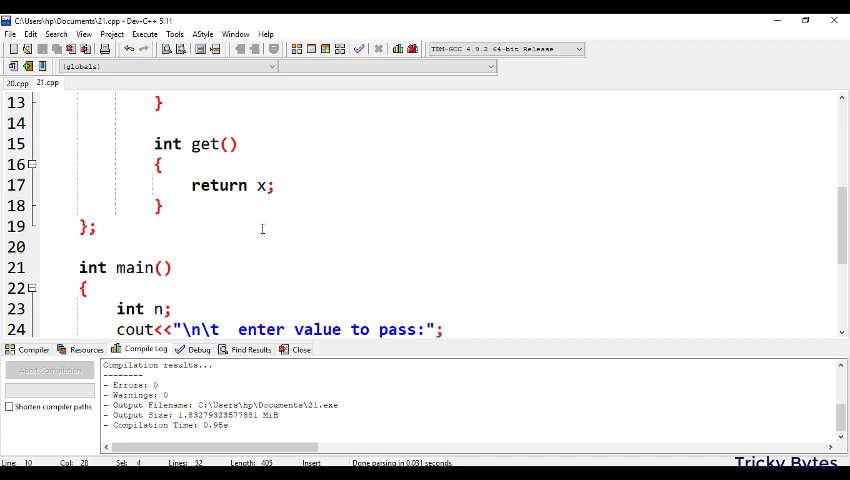 C:\Users\hp\Documents\21.cpp - Dev-C++ 5.11
File Edit Search View Project Execute Tools AStyle Window Help
TDM-GCC 4.9.2 64-bit Release
(globals)
20.cpp 21.cpp
13 }
14
15 int get()
16 {
17 return x;
18 }
19 };
20
21 int main()
22 {
23 int n;
24 cout<<"\n\t  enter value to pass:";
Compiler Resources Compile Log Debug Find Results Close
Abort Compilation
Shorten compiler paths
Compilation results...
--------
- Errors: 0
- Warnings: 0
- Output Filename: C:\Users\hp\Documents\21.exe
- Output Size: 1.83279323577881 MiB
- Compilation Time: 0.95s
Line: 10 Col: 28 Sel: 4 Lines: 32 Length: 405 Insert Done parsing in 0.031 seconds
Tricky Bytes